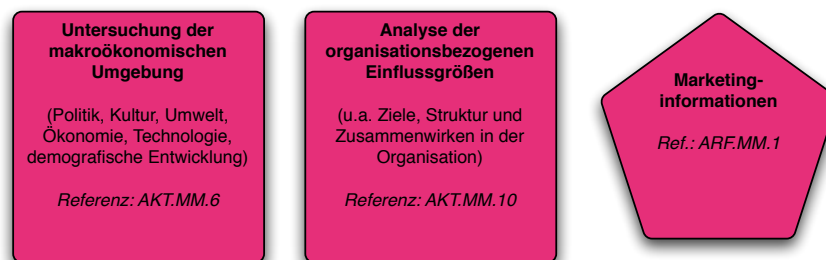 Untersuchung der
makroökonomischen
Umgebung
(Politik, Kultur, Umwelt,
Ökonomie, Technologie,
demografische Entwicklung)
Referenz: AKT.MM.6
Analyse der
organisationsbezogenen
Einflussgrößen
(u.a. Ziele, Struktur und
Zusammenwirken in der
Organisation)
Referenz: AKT.MM.10
Marketing-
informationen
Ref.: ARF.MM.1